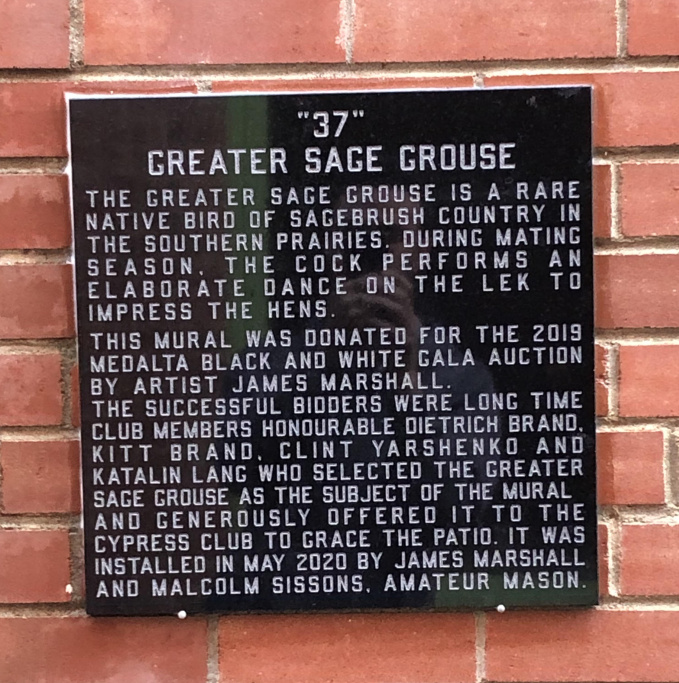 "37"
GREATER SAGE GROUSE
THE GREATER SAGE GROUSE IS A RARE
NATIVE BIRD OF SAGEBRUSH COUNTRY IN
THE SOUTHERN PRAIRIES. DURING MATING
SEASON, THE COCK PERFORMS AN
ELABORATE DANCE ON THE LEK TO
IMPRESS THE HENS.
THIS MURAL WAS DONATED FOR THE 2019
MEDALTA BLACK AND WHITE GALA AUCTION
BY ARTIST JAMES MARSHALL.
THE SUCCESSFUL BIDDERS WERE LONG TIME
CLUB MEMBERS HONOURABLE DIETRICH BRAND,
KITT BRAND, CLINT YARSHENKO AND
KATALIN LANG WHO SELECTED THE GREATER
SAGE GROUSE AS THE SUBJECT OF THE MURAL
AND GENEROUSLY OFFERED IT TO THE
CYPRESS CLUB TO GRACE THE PATIO. IT WAS
INSTALLED IN MAY 2020 BY JAMES MARSHALL
AND MALCOLM SISSONS, AMATEUR MASON.